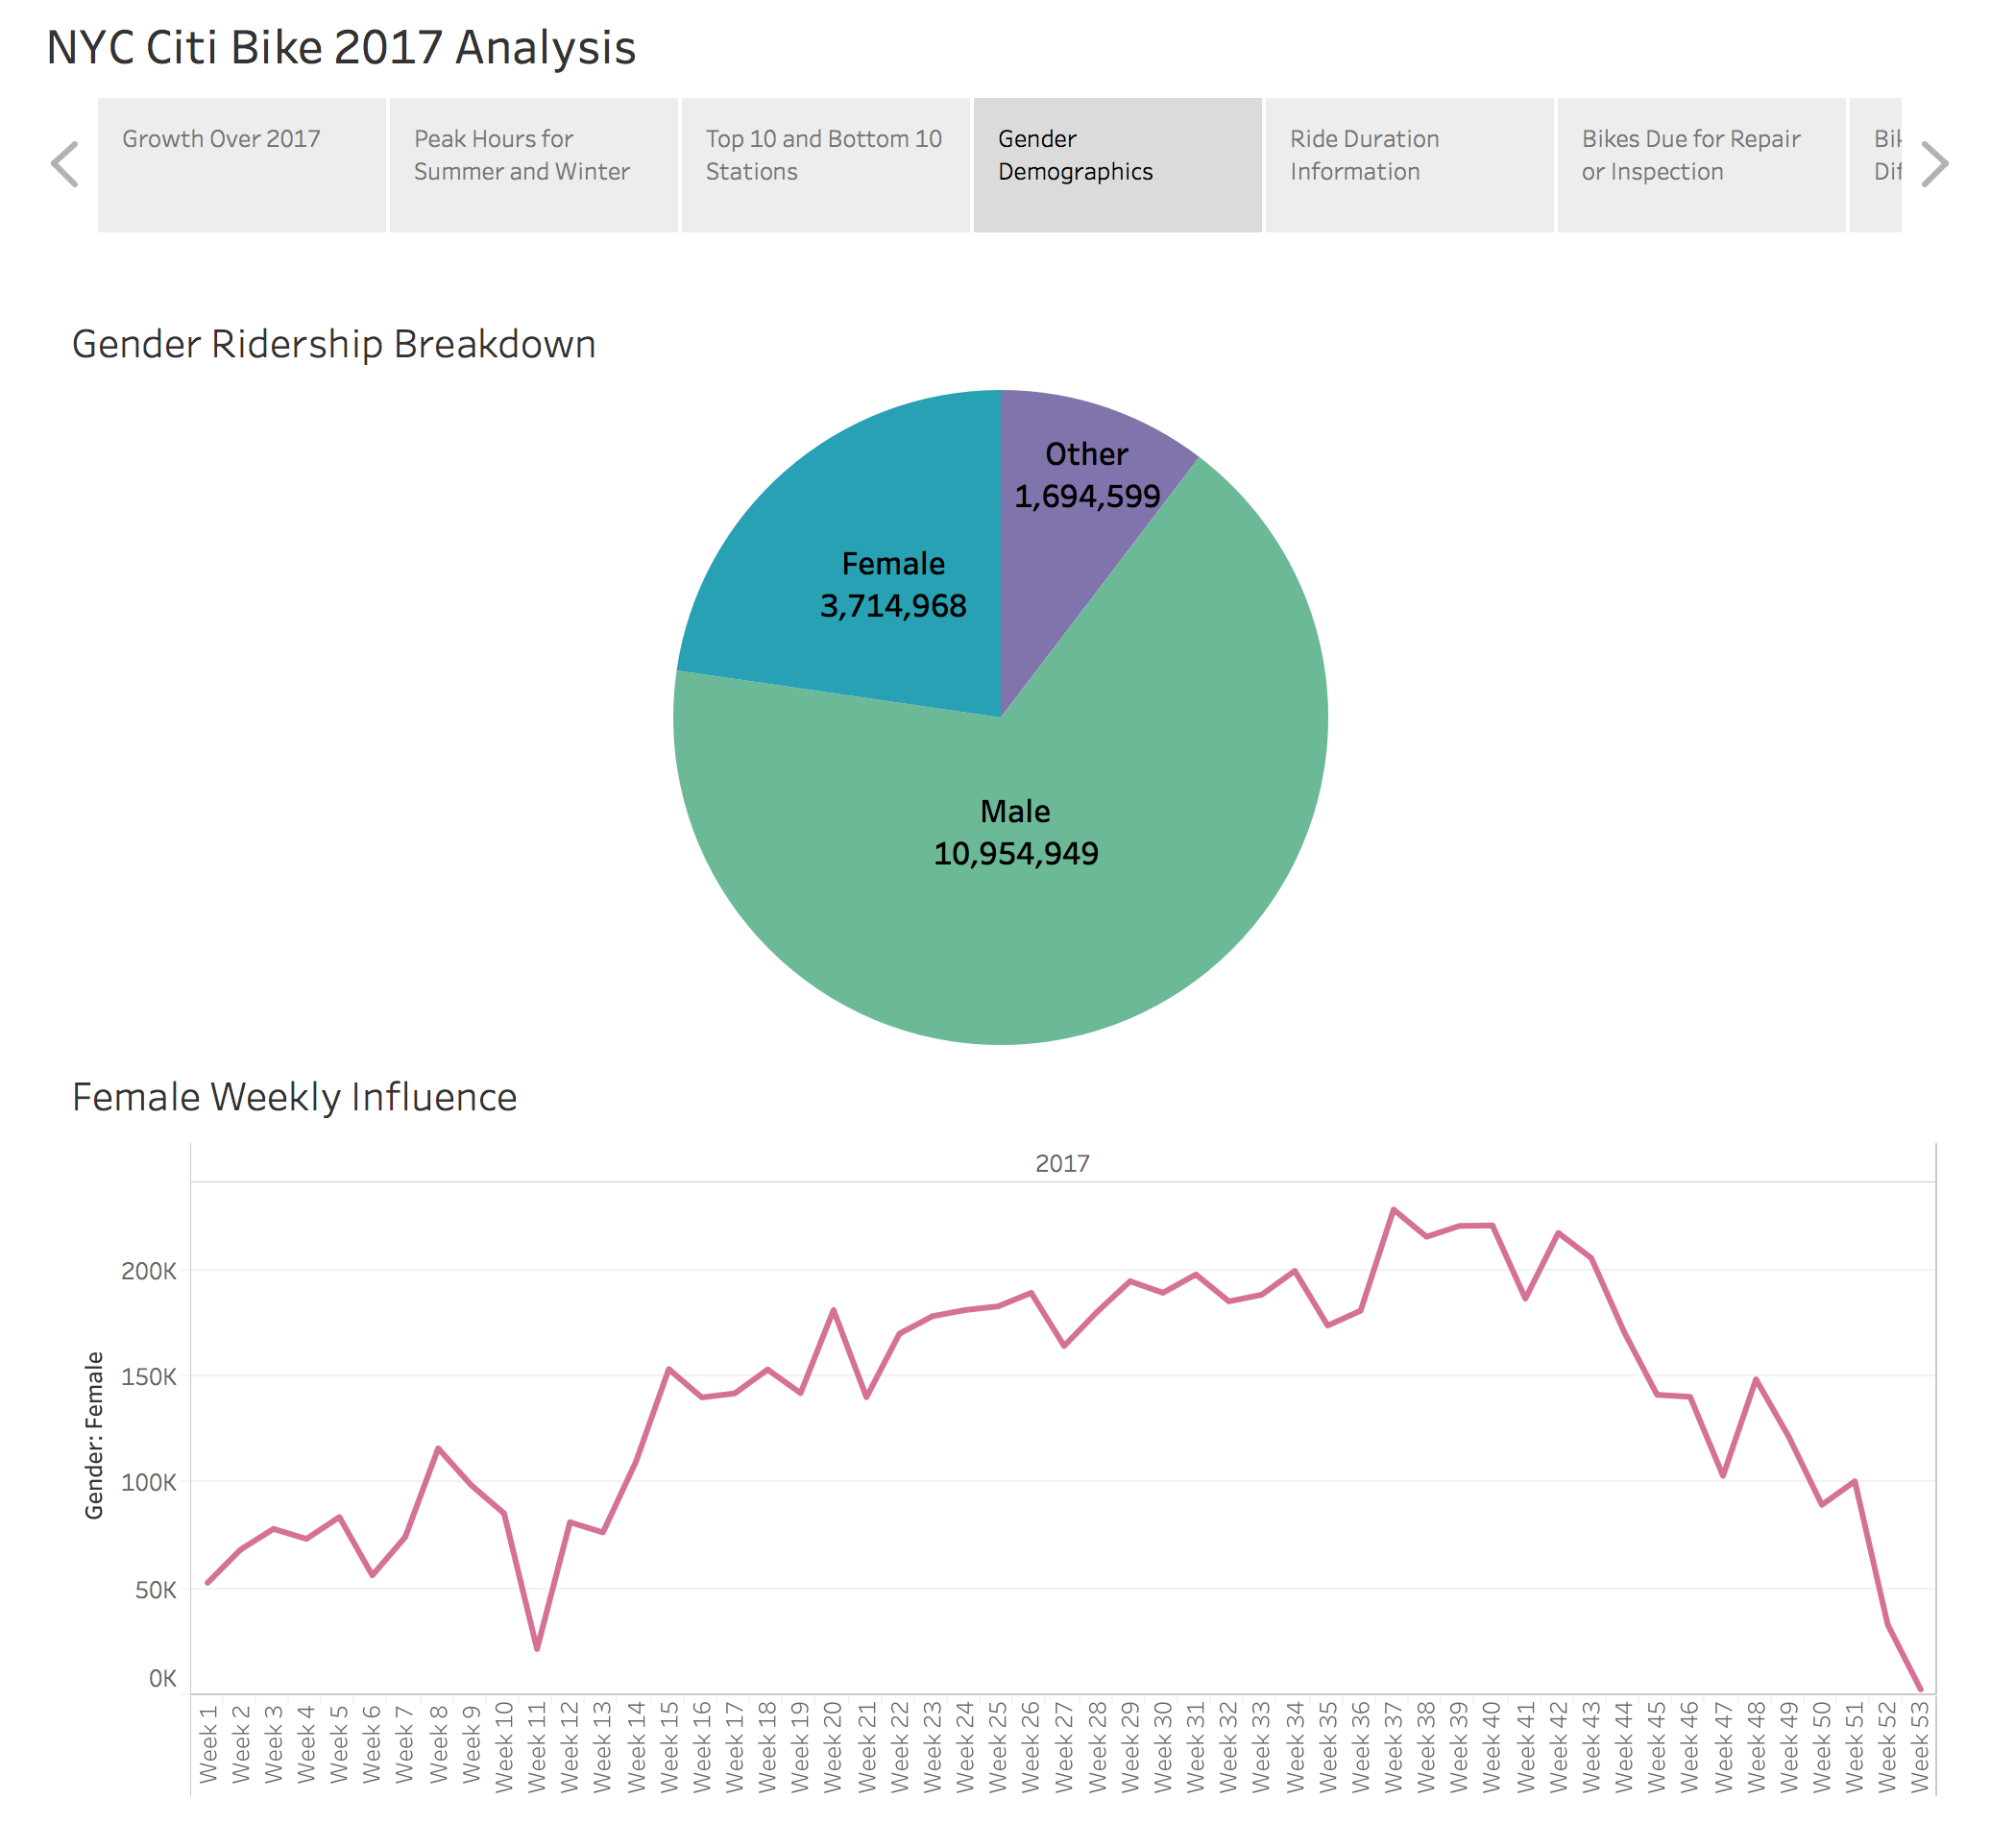 NYC Citi Bike 2017 Analysis
Growth Over 2017
Peak Hours for
Summer and Winter
Top 10 and Bottom 10
Stations
Gender
Demographics
Ride Duration
Information
Bikes Due for Repair
or Inspection
Gender Ridership Breakdown
Other
1,694,599
Female
3,714,968
Male
10,954,949
Female Weekly Influence
2017
Gender: Female
200K
150K
100K
50K
0K
Week 1
Week 2
Week 3
Week 4
Week 5
Week 6
Week 7
Week 8
Week 9
Week 10
Week 11
Week 12
Week 13
Week 14
Week 15
Week 16
Week 17
Week 18
Week 19
Week 20
Week 21
Week 22
Week 23
Week 24
Week 25
Week 26
Week 27
Week 28
Week 29
Week 30
Week 31
Week 32
Week 33
Week 34
Week 35
Week 36
Week 37
Week 38
Week 39
Week 40
Week 41
Week 42
Week 43
Week 44
Week 45
Week 46
Week 47
Week 48
Week 49
Week 50
Week 51
Week 52
Week 53